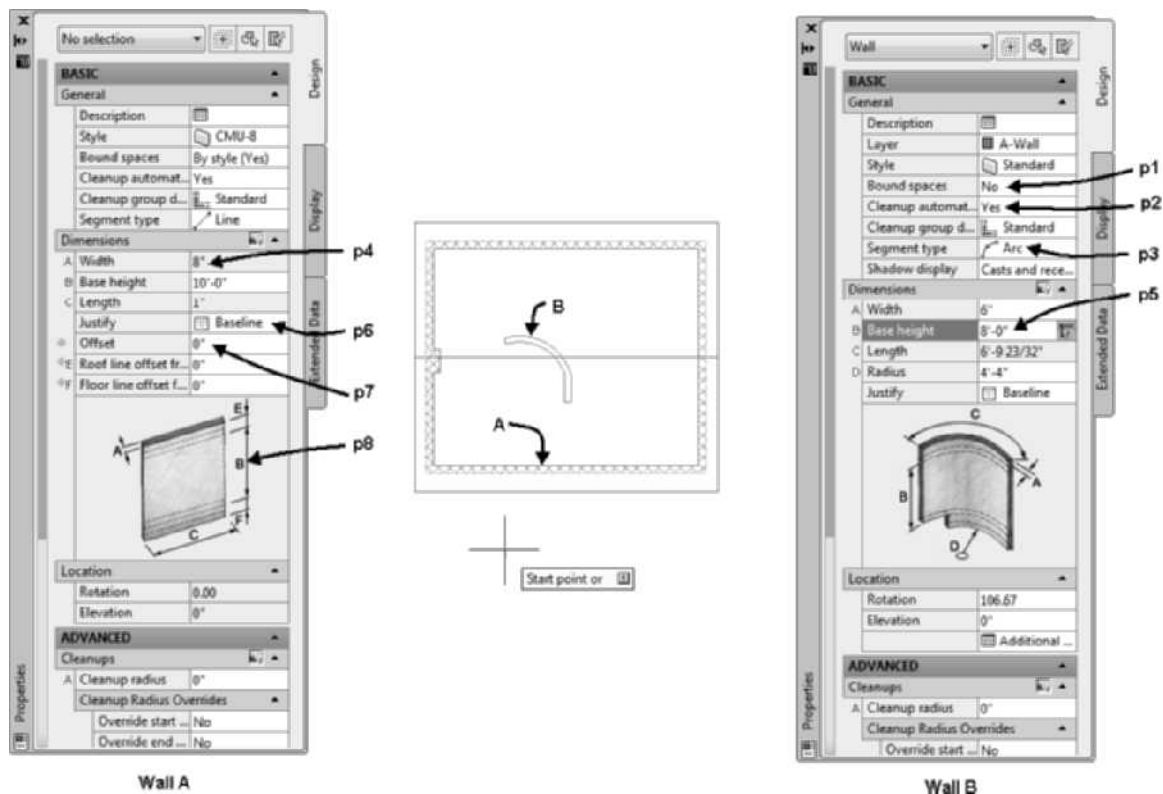 No selection
BASIC
General
Description
Style CMU-8
Bound spaces By style (Yes)
Cleanup automat... Yes
Cleanup group d... Standard
Segment type Line
Dimensions
A Width 8"
B Base height 10'-0"
C Length 1"
Justify Baseline
Offset 0"
E Roof line offset fr... 0"
F Floor line offset f... 0"
A
E
B
F
C
Location
Rotation 0.00
Elevation 0"
ADVANCED
Cleanups
A Cleanup radius 0"
Cleanup Radius Overrides
Override start ... No
Override end ... No
Design
Display
Extended Data
Properties
Wall A
p4
p6
p7
p8
B
A
Start point or
Wall
BASIC
General
Description
Layer A-Wall
Style Standard
Bound spaces No
Cleanup automat... Yes
Cleanup group d... Standard
Segment type Arc
Shadow display Casts and rece...
Dimensions
A Width 6"
B Base height 8'-0"
C Length 6'-9 23/32"
D Radius 4'-4"
Justify Baseline
C
A
B
D
Location
Rotation 106.67
Elevation 0"
Additional ...
ADVANCED
Cleanups
A Cleanup radius 0"
Cleanup Radius Overrides
Override start ... No
Design
Display
Extended Data
Properties
Wall B
p1
p2
p3
p5